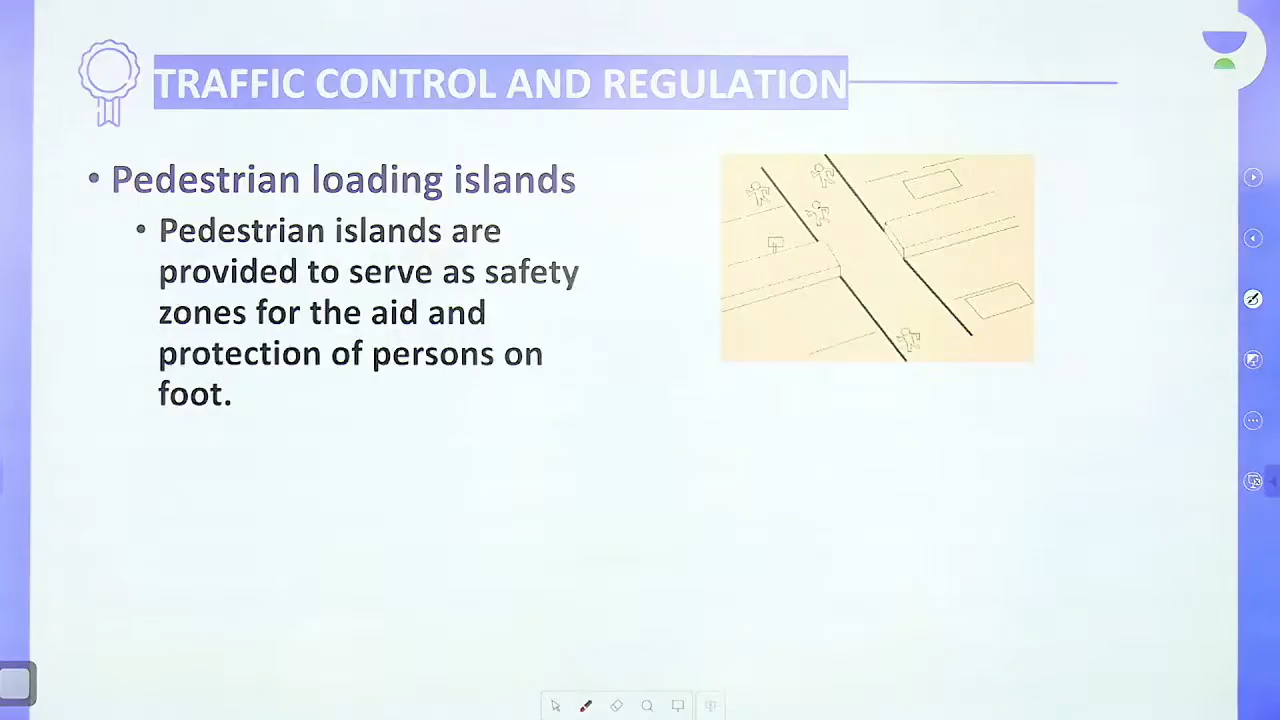 TRAFFIC CONTROL AND REGULATION
• Pedestrian loading islands
• Pedestrian islands are
provided to serve as safety
zones for the aid and
protection of persons on
foot.